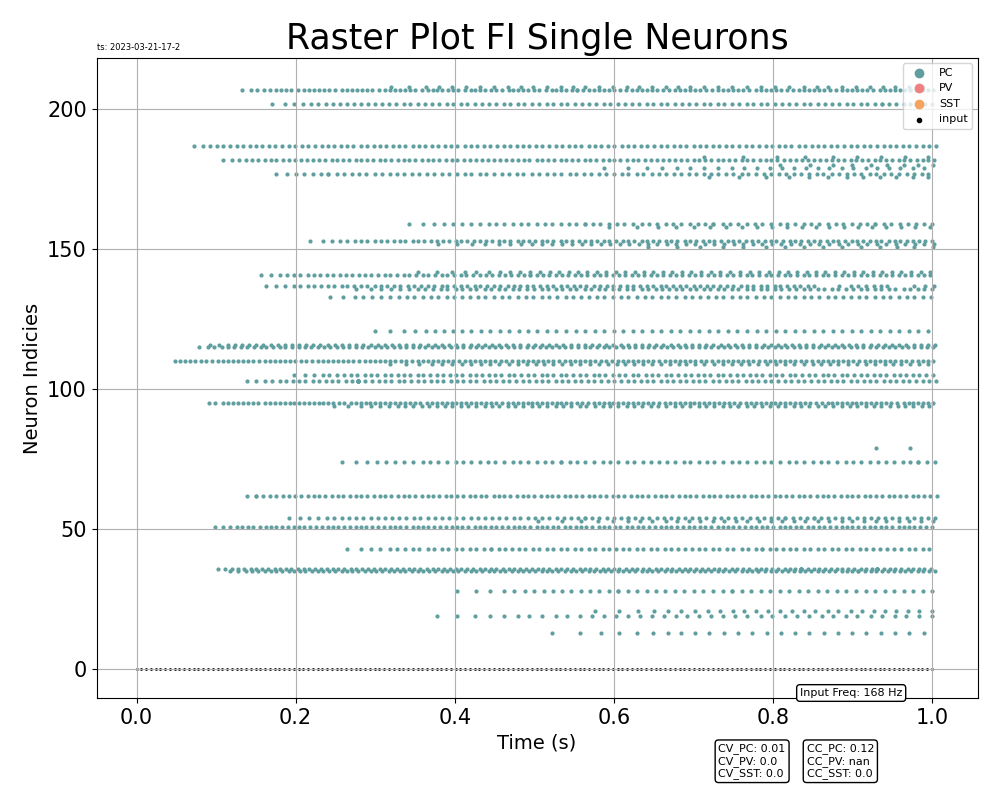 Raster Plot FI Single Neurons
ts: 2023-03-21-17-2
PC
PV
SST
input
200
150
100
50
0
Neuron Indicies
0.0 0.2 0.4 0.6 0.8 1.0
Time (s)
Input Freq: 168 Hz
CV_PC: 0.01
CV_PV: 0.0
CV_SST: 0.0
CC_PC: 0.12
CC_PV: nan
CC_SST: 0.0